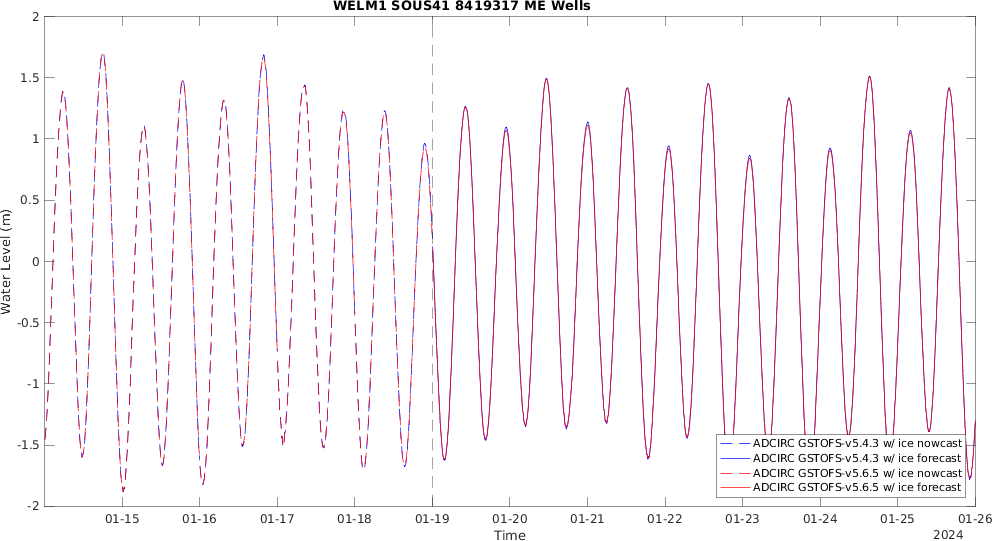 WELM1 SOUS41 8419317 ME Wells
2
1.5
1
0.5
0
-0.5
-1
-1.5
-2
Water Level (m)
ADCIRC GSTOFS-v5.4.3 w/ ice nowcast
ADCIRC GSTOFS-v5.4.3 w/ ice forecast
ADCIRC GSTOFS-v5.6.5 w/ ice nowcast
ADCIRC GSTOFS-v5.6.5 w/ ice forecast
01-15 01-16 01-17 01-18 01-19 01-20 01-21 01-22 01-23 01-24 01-25 01-26
Time
2024